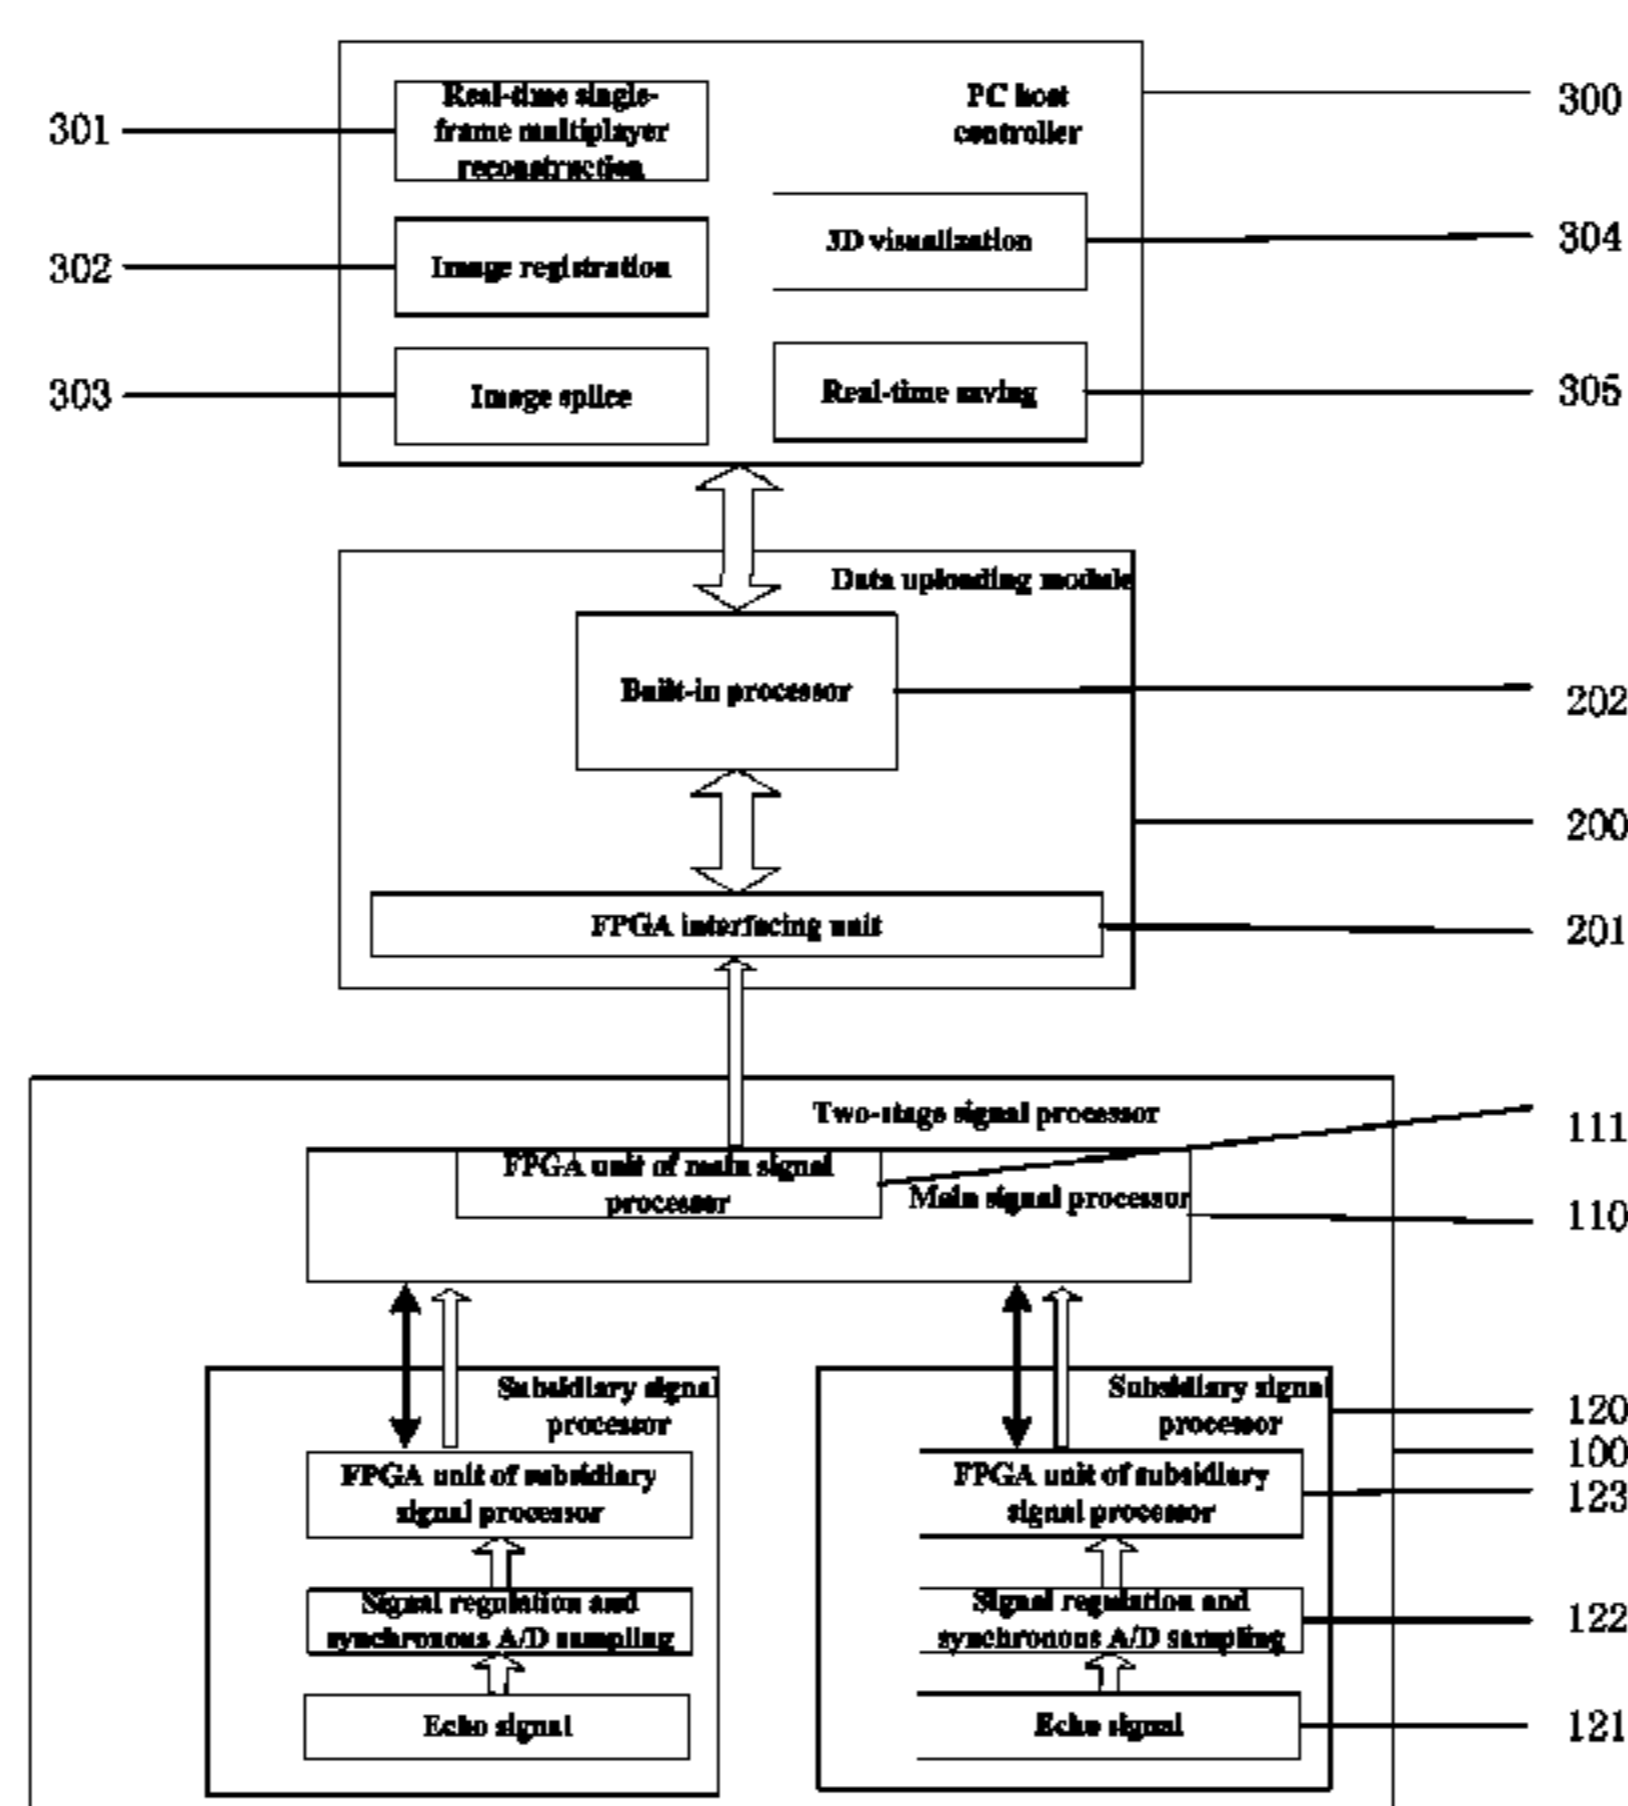 Real-time single-
frame multiplayer
reconstruction
PC host
controller
300
301
3D visualization
304
302
Image registration
303
Image splice
Real-time saving
305
Data uploading module
Built-in processor
202
200
FPGA interfacing unit
201
Two-stage signal processor
111
FPGA unit of main signal
processor
Main signal processor
110
Subsidiary signal
processor
Subsidiary signal
processor
120
100
FPGA unit of subsidiary
signal processor
FPGA unit of subsidiary
signal processor
123
Signal regulation and
synchronous A/D sampling
Signal regulation and
synchronous A/D sampling
122
Echo signal
Echo signal
121